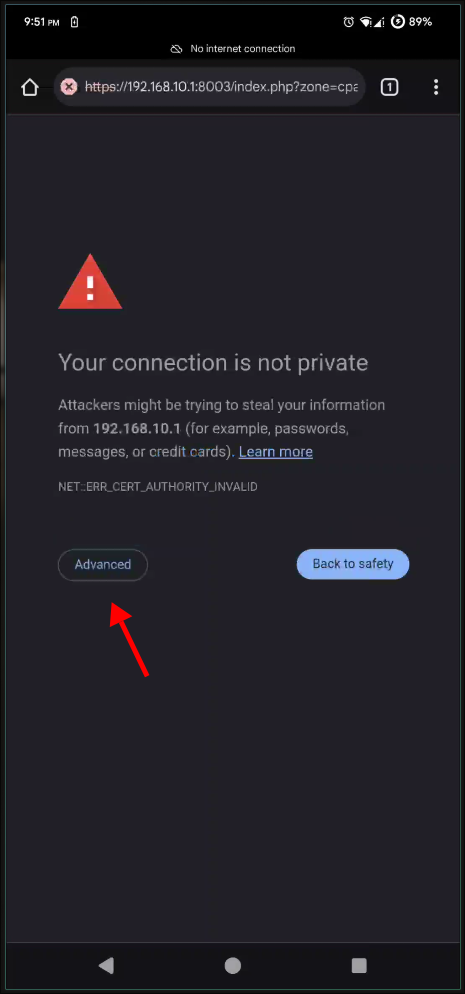 9:51 PM 89%
No internet connection
https://192.168.10.1:8003/index.php?zone=cpa 1
Your connection is not private
Attackers might be trying to steal your information
from 192.168.10.1 (for example, passwords,
messages, or credit cards). Learn more
NET::ERR_CERT_AUTHORITY_INVALID
Advanced Back to safety